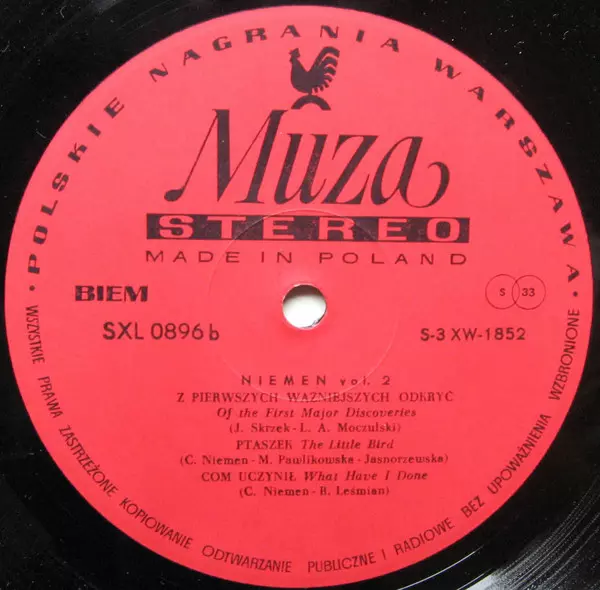 • POLSKIE NAGRANIA WARSZAWA •
Muza
STEREO
MADE IN POLAND
BIEM
S 33
SXL 0896 b
S-3 XW-1852
NIEMEN vol. 2
Z PIERWSZYCH WAŻNIEJSZYCH ODKRYĆ
Of the First Major Discoveries
(J. Skrzek - L. A. Moczulski)
PTASZEK The Little Bird
(C. Niemen - M. Pawlikowska - Jasnorzewska)
COM UCZYNIŁ What Have I Done
(C. Niemen - B. Leśmian)
WSZYSTKIE PRAWA ZASTRZEŻONE KOPIOWANIE ODTWARZANIE PUBLICZNE I RADIOWE BEZ UPOWAŻNIENIA WZBRONIONE